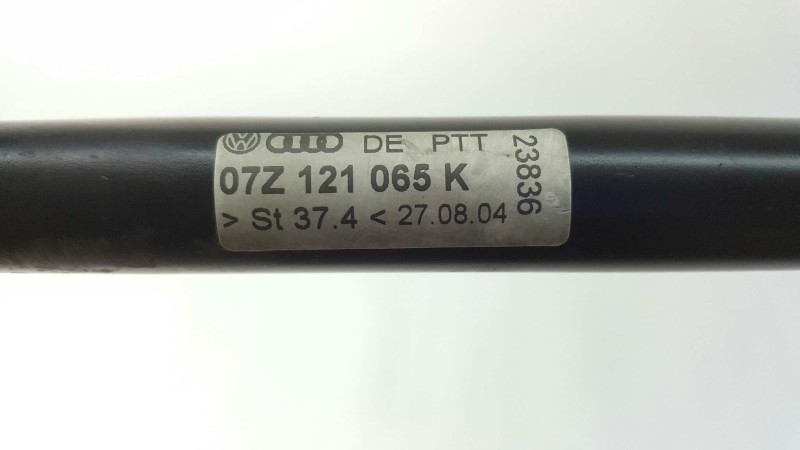 DE PTT
07Z 121 065 K
> St 37.4 < 27.08.04
23836